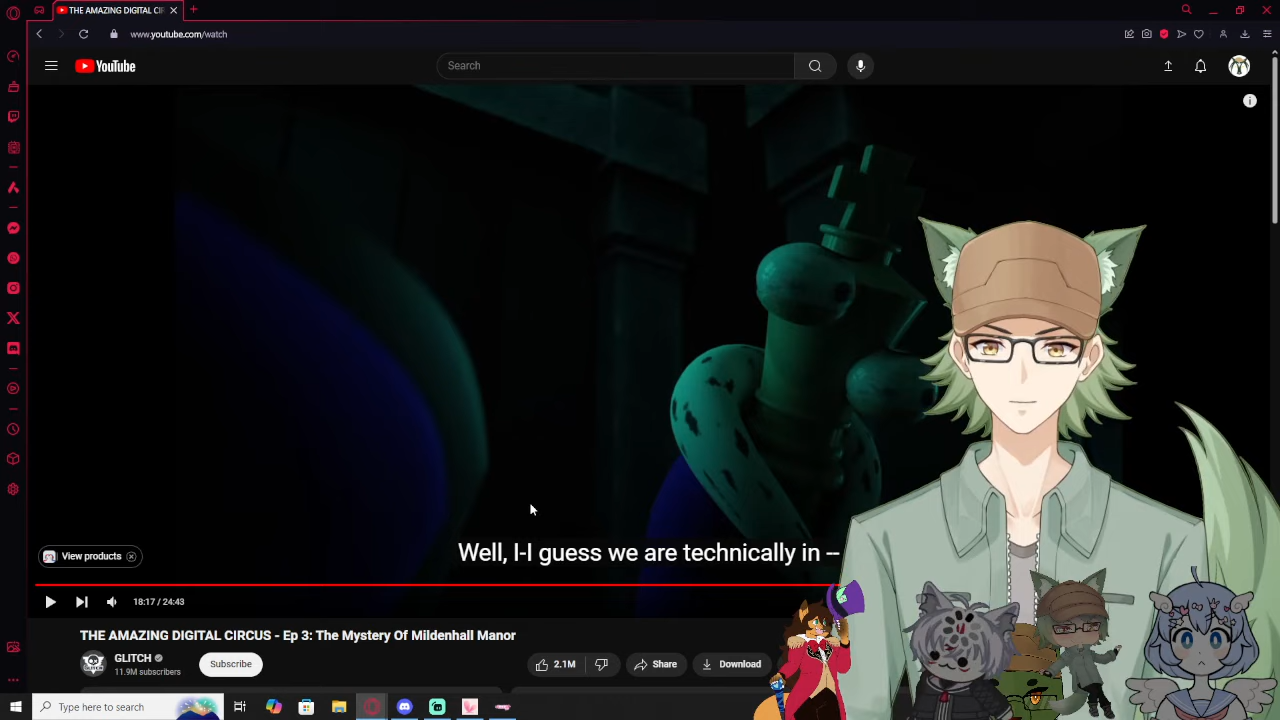 THE AMAZING DIGITAL CIR
www.youtube.com/watch
YouTube
Search
View products
Well, I-I guess we are technically in --
18:17 / 24:43
THE AMAZING DIGITAL CIRCUS - Ep 3: The Mystery Of Mildenhall Manor
GLITCH
11.9M subscribers
Subscribe
2.1M
Share
Download
Type here to search